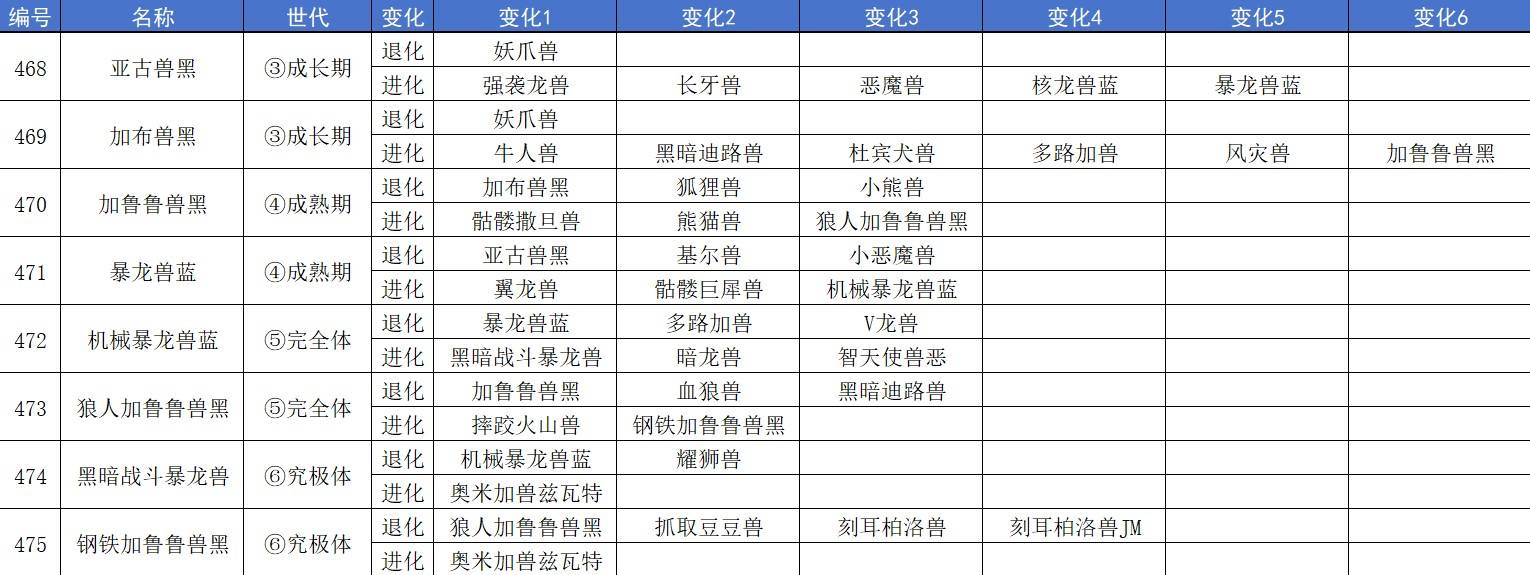 编号 名称 世代 变化 变化1 变化2 变化3 变化4 变化5 变化6
468 亚古兽黑 ③成长期 退化 妖爪兽
进化 强袭龙兽 长牙兽 恶魔兽 核龙兽蓝 暴龙兽蓝
469 加布兽黑 ③成长期 退化 妖爪兽
进化 牛人兽 黑暗迪路兽 杜宾犬兽 多路加兽 风灾兽 加鲁鲁兽黑
470 加鲁鲁兽黑 ④成熟期 退化 加布兽黑 狐狸兽 小熊兽
进化 骷髅撒旦兽 熊猫兽 狼人加鲁鲁兽黑
471 暴龙兽蓝 ④成熟期 退化 亚古兽黑 基尔兽 小恶魔兽
进化 翼龙兽 骷髅巨犀兽 机械暴龙兽蓝
472 机械暴龙兽蓝 ⑤完全体 退化 暴龙兽蓝 多路加兽 V龙兽
进化 黑暗战斗暴龙兽 暗龙兽 智天使兽恶
473 狼人加鲁鲁兽黑 ⑤完全体 退化 加鲁鲁兽黑 血狼兽 黑暗迪路兽
进化 摔跤火山兽 钢铁加鲁鲁兽黑
474 黑暗战斗暴龙兽 ⑥究极体 退化 机械暴龙兽蓝 耀狮兽
进化 奥米加兽兹瓦特
475 钢铁加鲁鲁兽黑 ⑥究极体 退化 狼人加鲁鲁兽黑 抓取豆豆兽 刻耳柏洛兽 刻耳柏洛兽JM
进化 奥米加兽兹瓦特